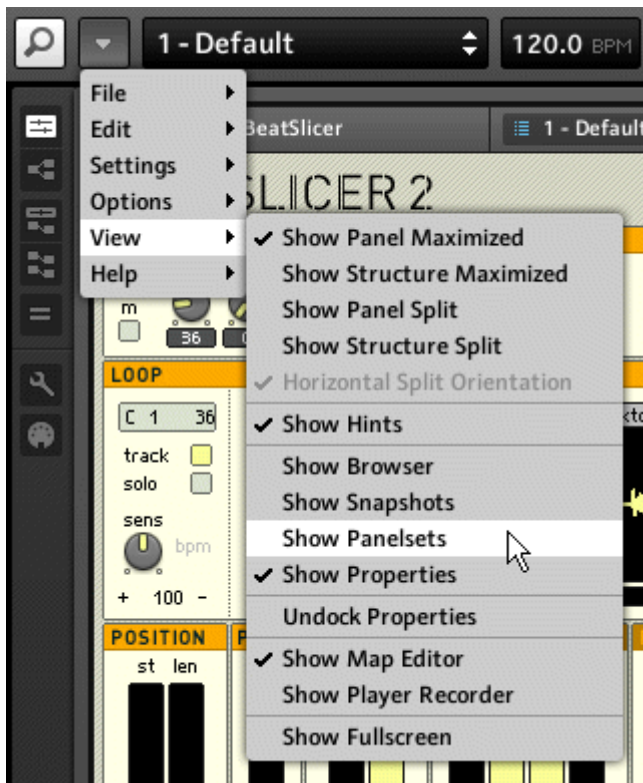 1 - Default
120.0 BPM
File
Edit
Settings
Options
View
Help
BeatSlicer
1 - Default
SLICER 2
Show Panel Maximized
Show Structure Maximized
Show Panel Split
Show Structure Split
Horizontal Split Orientation
Show Hints
Show Browser
Show Snapshots
Show Panelsets
Show Properties
Undock Properties
Show Map Editor
Show Player Recorder
Show Fullscreen
m
36
LOOP
C 1 36
track
solo
sens
bpm
+ 100 -
POSITION
st len